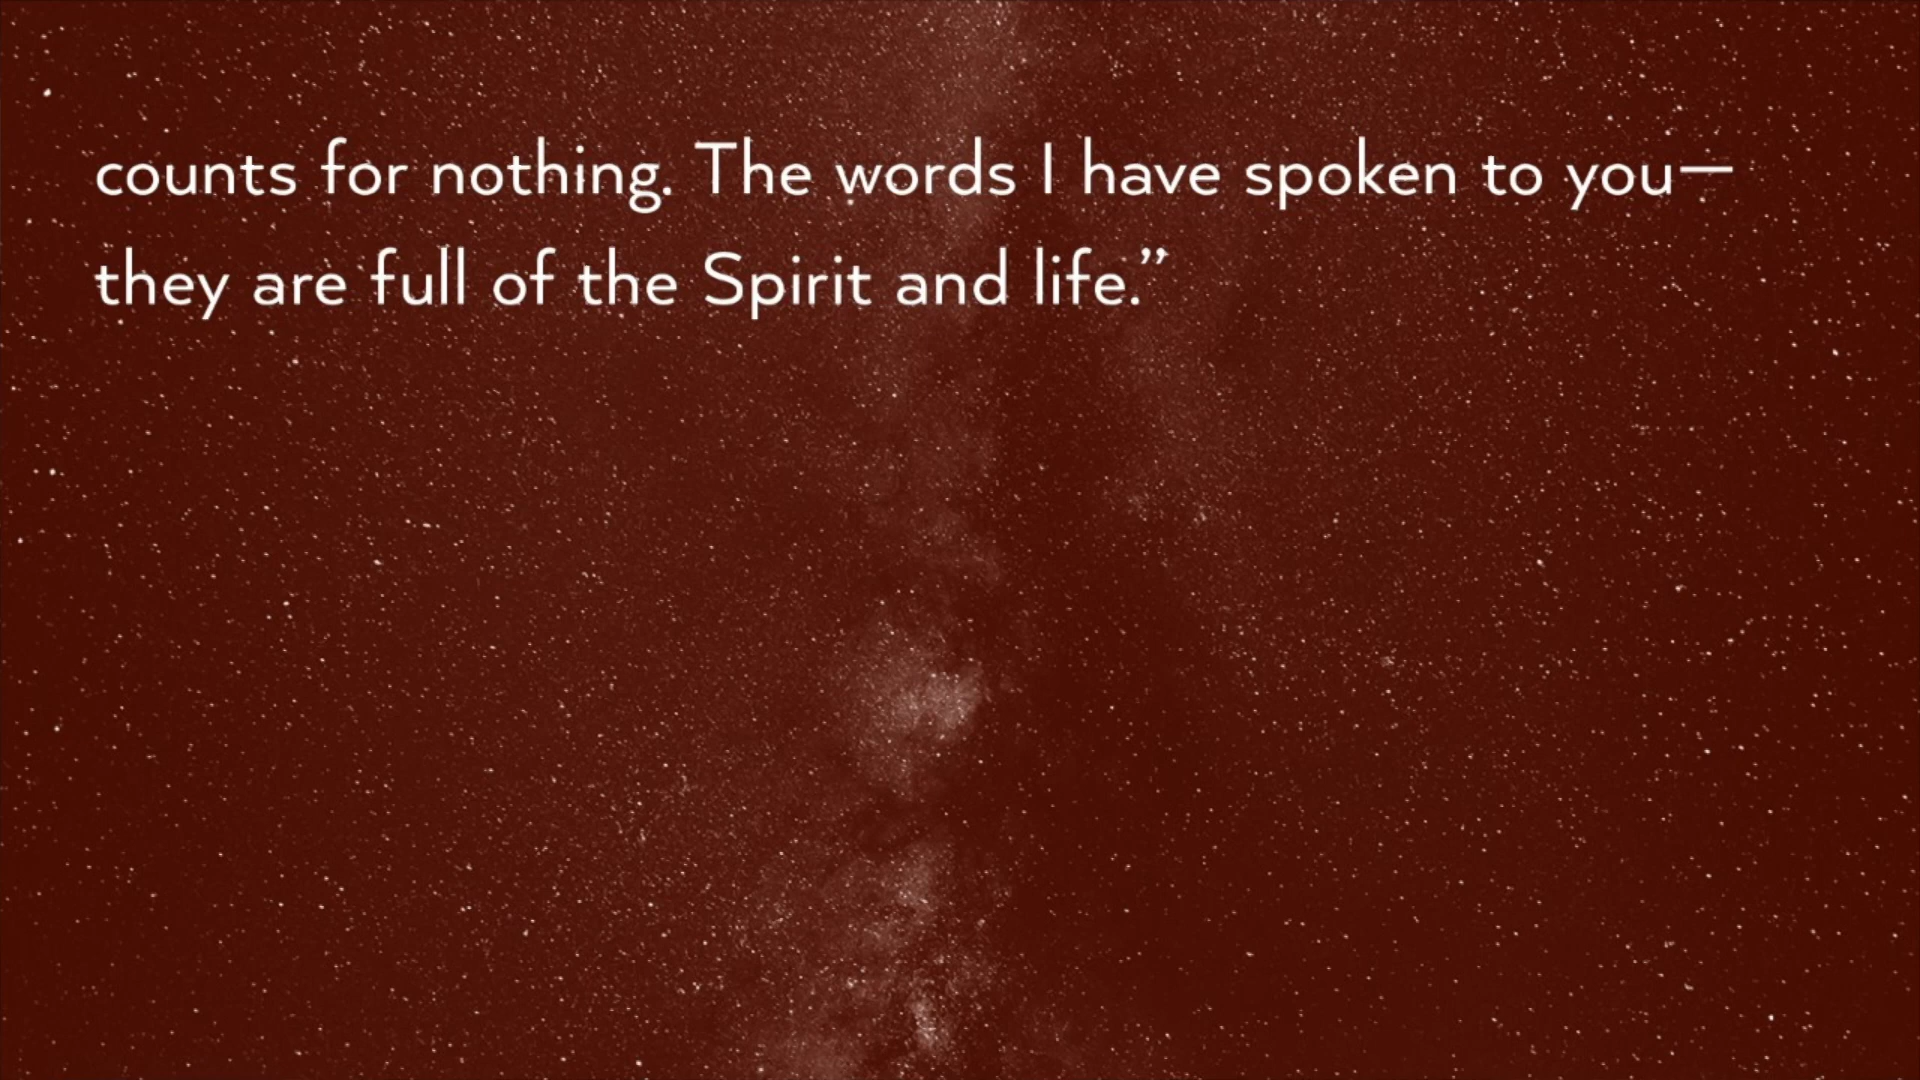 counts for nothing. The words I have spoken to you—
they are full of the Spirit and life.”